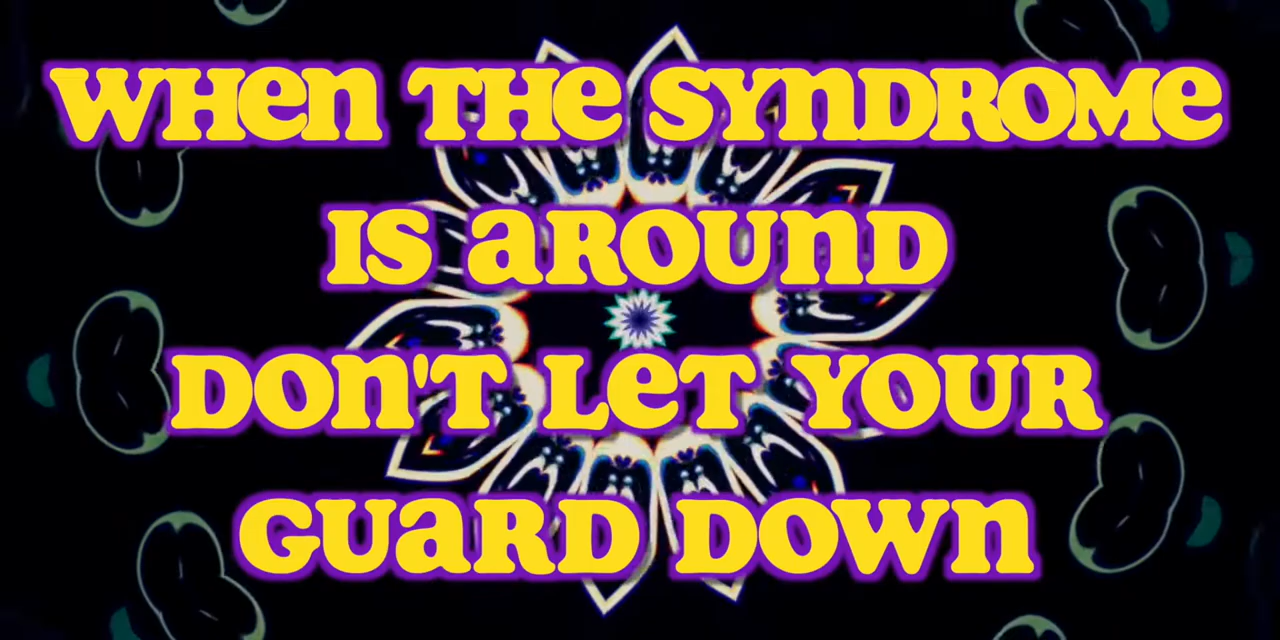 WHen THe SYnDROMe
IS aROUnD
DOn'T LeT YOUR
GUaRD DOWn